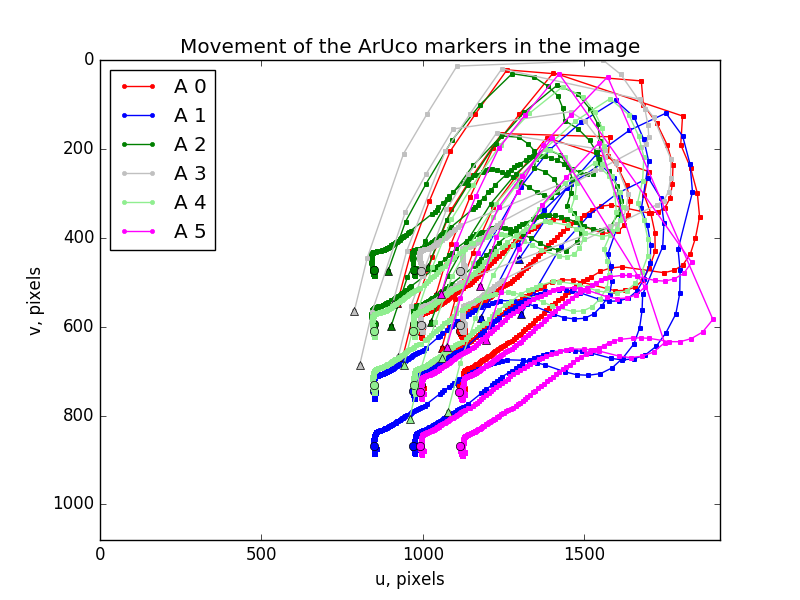 Movement of the ArUco markers in the image
0
200
400
600
800
1000
v, pixels
A 0
A 1
A 2
A 3
A 4
A 5
0
500
1000
1500
u, pixels